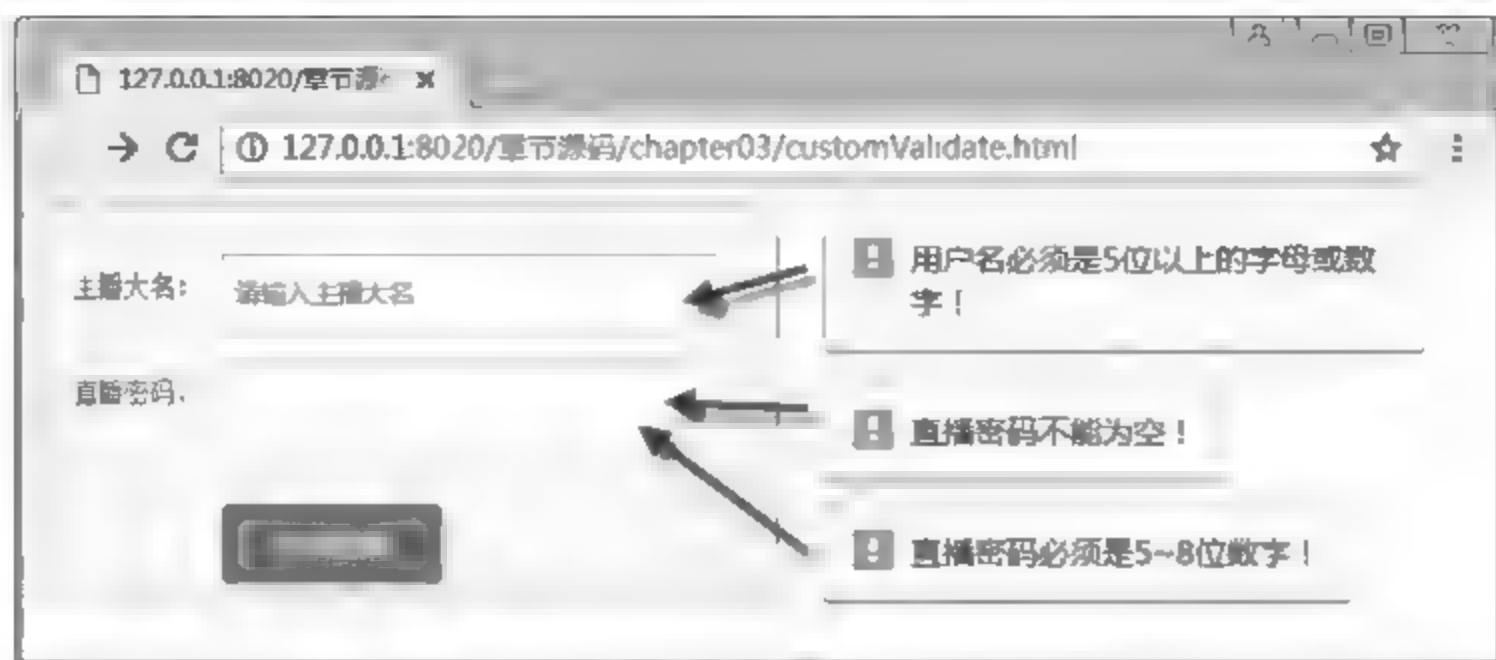 127.0.0.1:8020/章节源
127.0.0.1:8020/章节源码/chapter03/customValidate.html
主播大名：
请输入主播大名
用户名必须是5位以上的字母或数
字！
直播密码：
直播密码不能为空！
直播密码必须是5~8位数字！